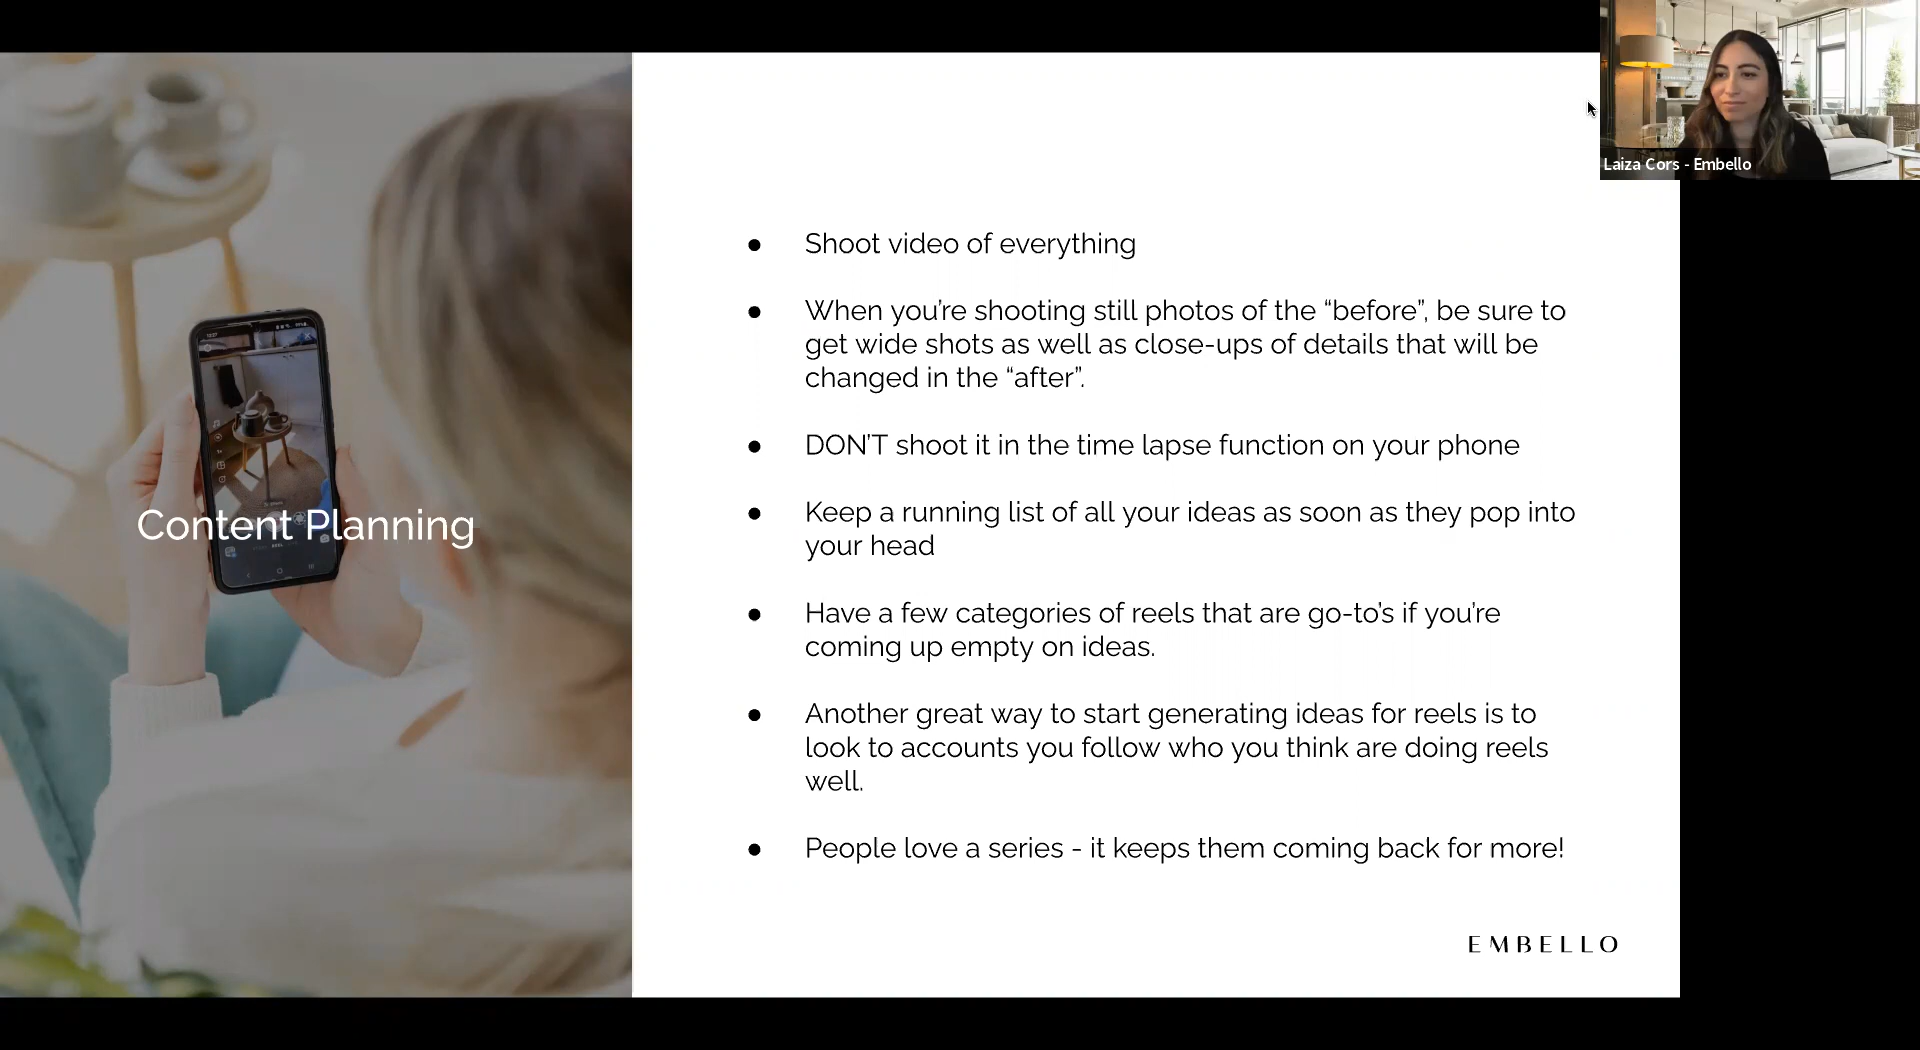 Laiza Cors - Embello
Content Planning
● Shoot video of everything
● When you’re shooting still photos of the “before”, be sure to
get wide shots as well as close-ups of details that will be
changed in the “after”.
● DON’T shoot it in the time lapse function on your phone
● Keep a running list of all your ideas as soon as they pop into
your head
● Have a few categories of reels that are go-to’s if you’re
coming up empty on ideas.
● Another great way to start generating ideas for reels is to
look to accounts you follow who you think are doing reels
well.
● People love a series - it keeps them coming back for more!
EMBELLO